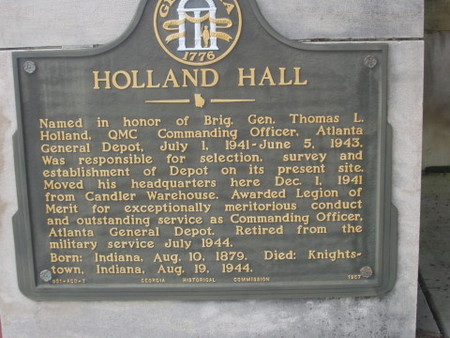 GEORGIA
1776
HOLLAND HALL
Named in honor of Brig. Gen. Thomas L.
Holland, QMC Commanding Officer, Atlanta
General Depot, July 1, 1941-June 5, 1943.
Was responsible for selection, survey and
establishment of Depot on its present site.
Moved his headquarters here Dec. 1, 1941
from Candler Warehouse. Awarded Legion of
Merit for exceptionally meritorious conduct
and outstanding service as Commanding Officer,
Atlanta General Depot. Retired from the
military service July 1944.
Born: Indiana, Aug. 10, 1879. Died: Knights-
town, Indiana, Aug. 19, 1944.
GEORGIA HISTORICAL COMMISSION 1957